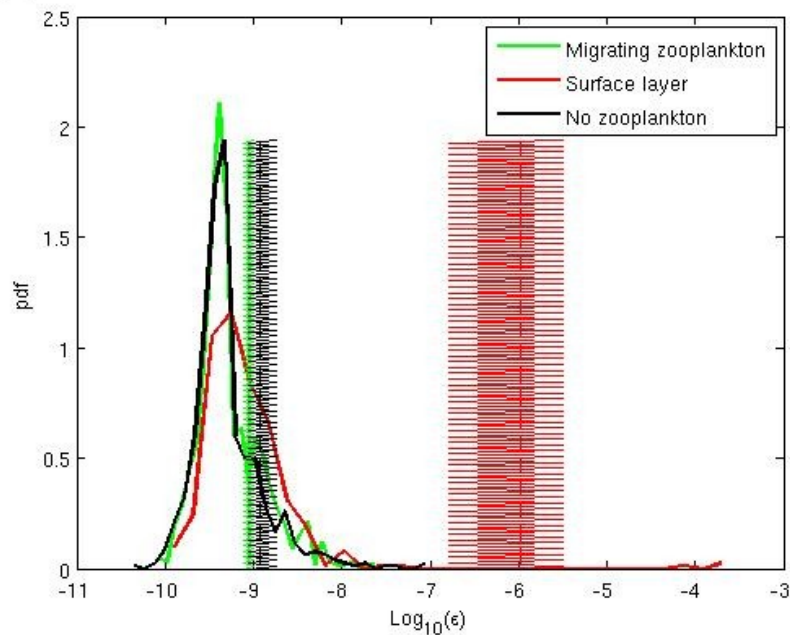 2.5
2
1.5
1
0.5
0
pdf
Migrating zooplankton
Surface layer
No zooplankton
-11 -10 -9 -8 -7 -6 -5 -4 -3
Log10(ϵ)